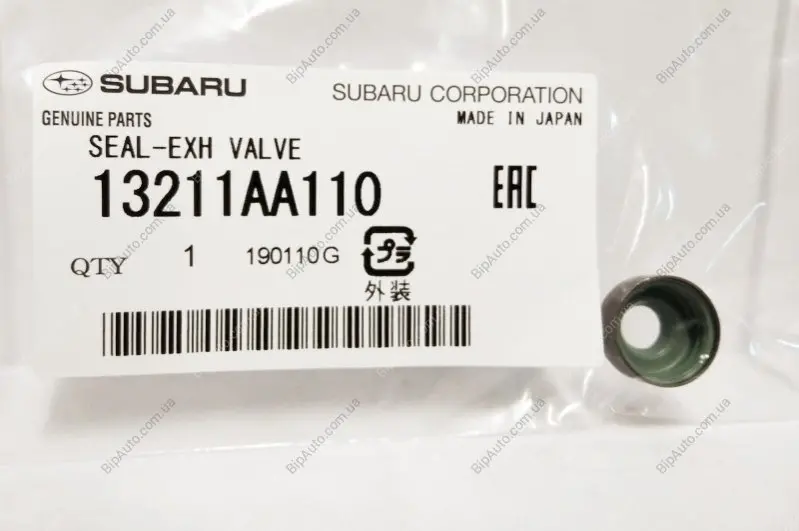 SUBARU
SUBARU CORPORATION
GENUINE PARTS
MADE IN JAPAN
SEAL-EXH VALVE
13211AA110
EAC
QTY 1 190110G
プラ
外装
BipAuto.com.ua